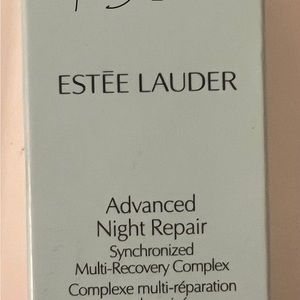 ESTĒE LAUDER
Advanced
Night Repair
Synchronized
Multi-Recovery Complex
Complexe multi-réparation